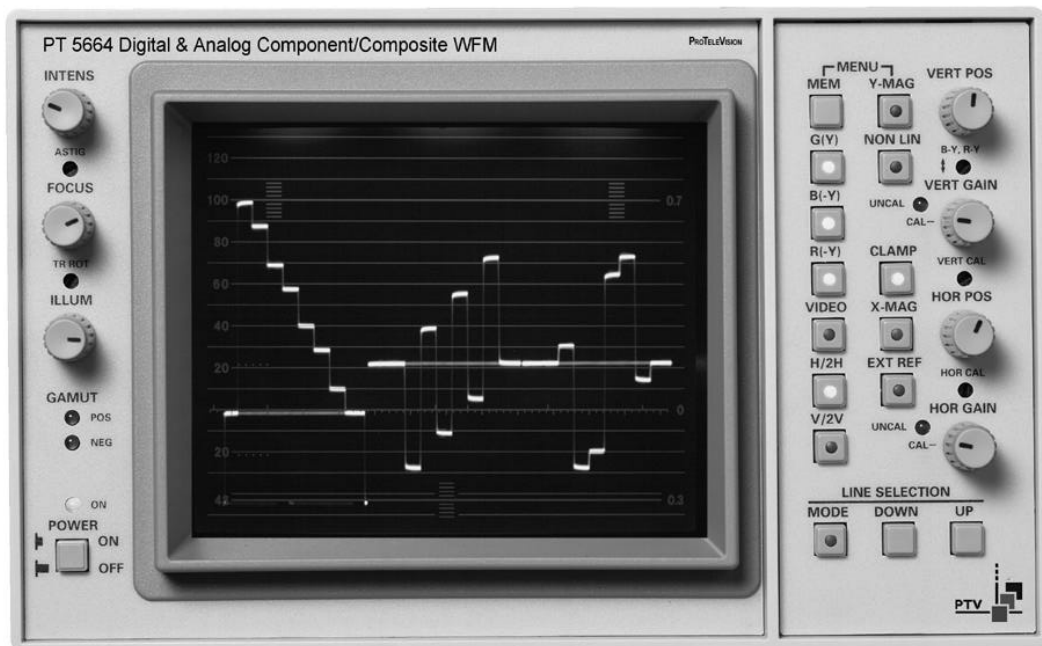 PT 5664 Digital & Analog Component/Composite WFM
PROTELEVISION
INTENS
ASTIG
FOCUS
TR ROT
ILLUM
GAMUT
POS
NEG
ON
POWER
ON
OFF
120
100
80
60
40
20
20
42
0.7
0
0.3
MENU
MEM
Y-MAG
G(Y)
NON LIN
B(-Y)
R(-Y)
CLAMP
VIDEO
X-MAG
H/2H
EXT REF
V/2V
VERT POS
B-Y, R-Y
VERT GAIN
UNCAL
CAL
VERT CAL
HOR POS
HOR CAL
HOR GAIN
UNCAL
CAL
LINE SELECTION
MODE DOWN UP
PTV